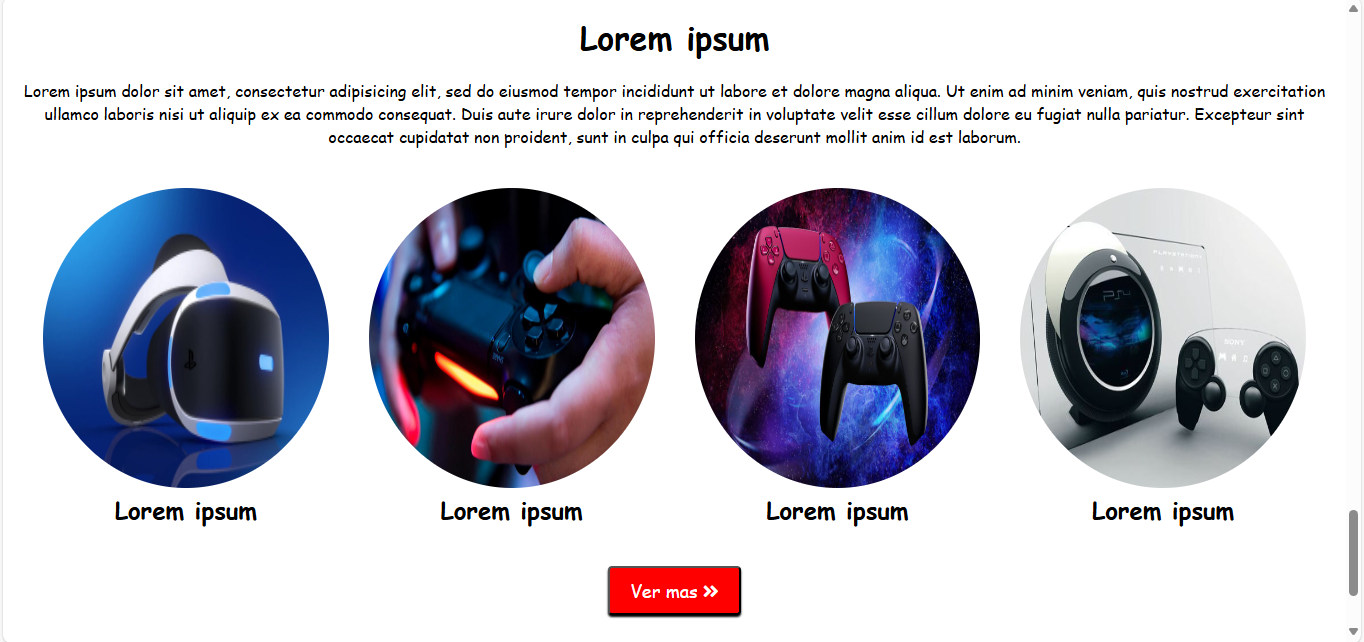 Lorem ipsum
Lorem ipsum dolor sit amet, consectetur adipisicing elit, sed do eiusmod tempor incididunt ut labore et dolore magna aliqua. Ut enim ad minim veniam, quis nostrud exercitation
ullamco laboris nisi ut aliquip ex ea commodo consequat. Duis aute irure dolor in reprehenderit in voluptate velit esse cillum dolore eu fugiat nulla pariatur. Excepteur sint
occaecat cupidatat non proident, sunt in culpa qui officia deserunt mollit anim id est laborum.
SONY
Lorem ipsum
Lorem ipsum
Lorem ipsum
Lorem ipsum
Ver mas »